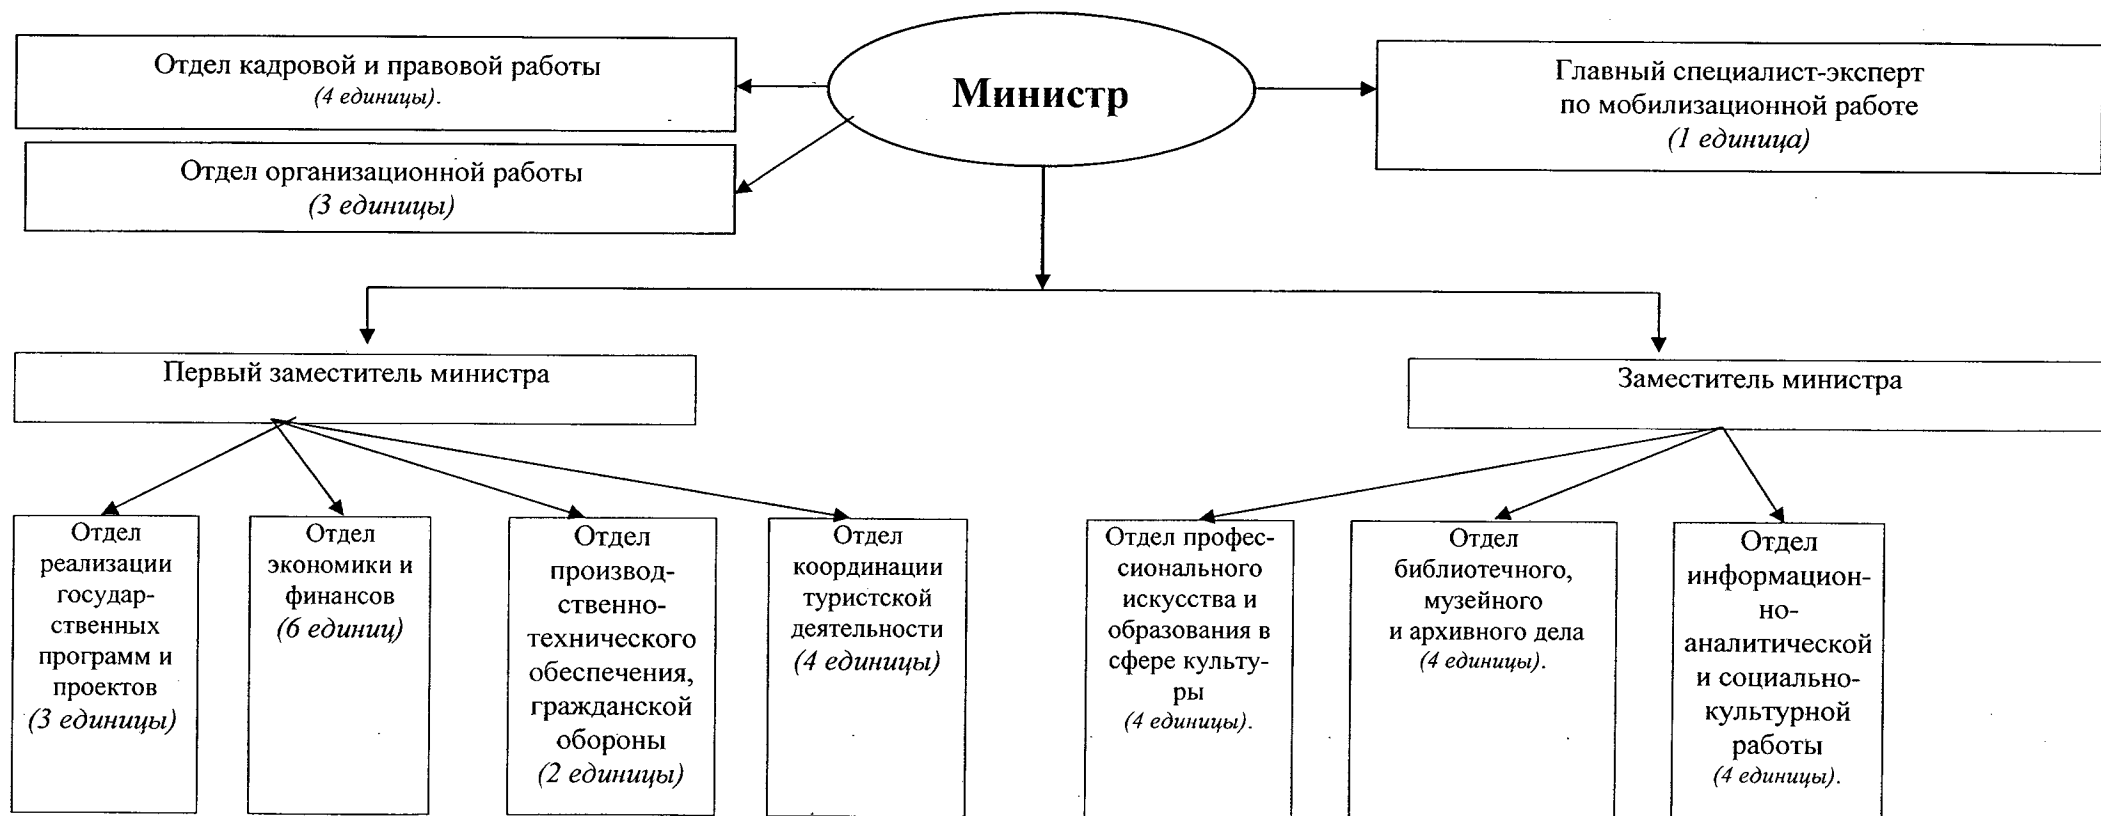 Отдел кадровой и правовой работы
(4 единицы).
Министр
Главный специалист-эксперт
по мобилизационной работе
(1 единица)
Отдел организационной работы
(3 единицы)
Первый заместитель министра
Заместитель министра
Отдел
реализации
государ-
ственных
программ и
проектов
(3 единицы)
Отдел
экономики и
финансов
(6 единиц)
Отдел
производ-
ственно-
технического
обеспечения,
гражданской
обороны
(2 единицы)
Отдел
координации
туристской
деятельности
(4 единицы)
Отдел профес-
сионального
искусства и
образования в
сфере культу-
ры
(4 единицы).
Отдел
библиотечного,
музейного
и архивного дела
(4 единицы).
Отдел
информацион-
но-
аналитической
и социально-
культурной
работы
(4 единицы).